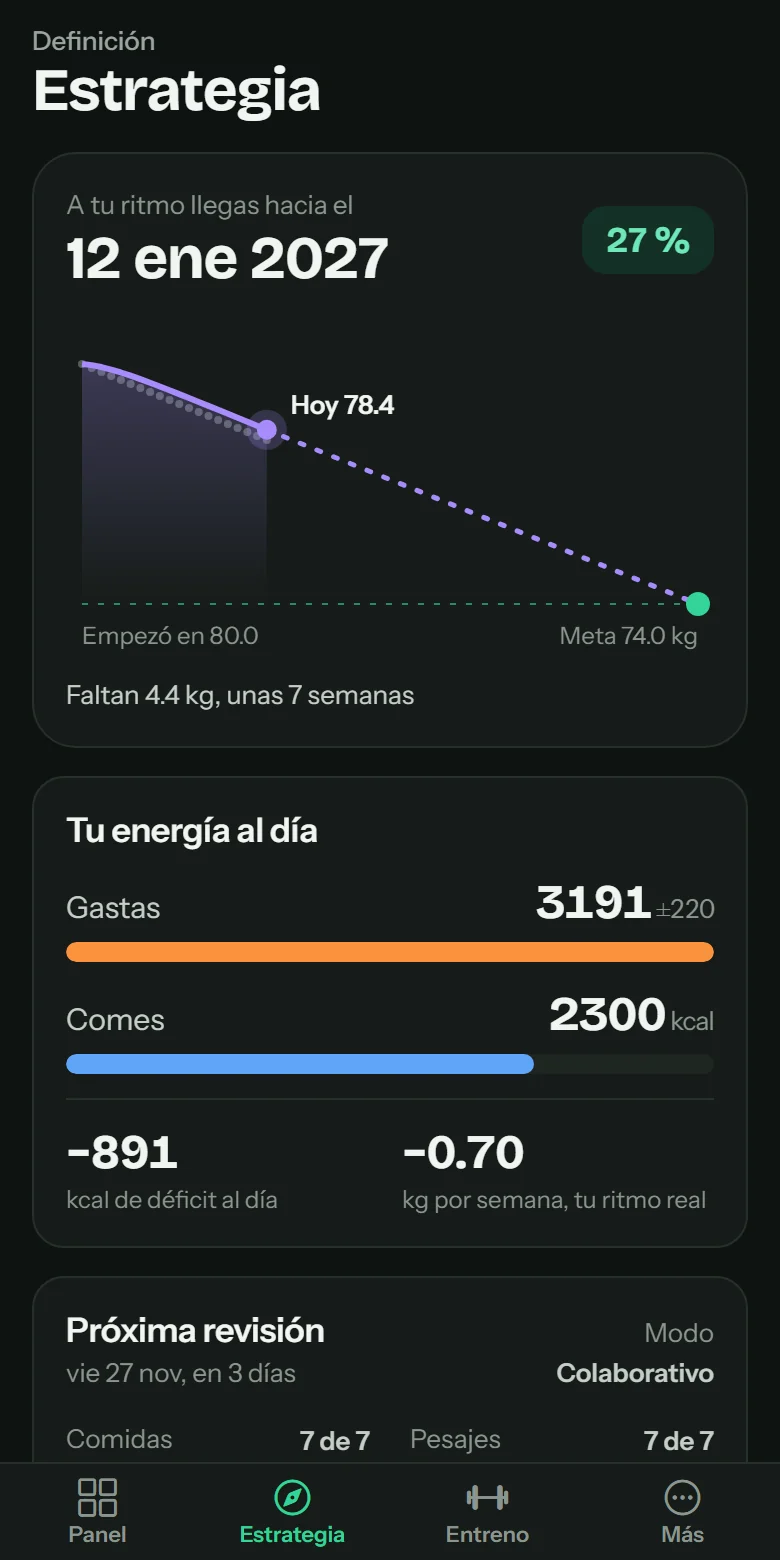 Definición
Estrategia
A tu ritmo llegas hacia el
12 ene 2027
27 %
Hoy 78.4
Empezó en 80.0
Meta 74.0 kg
Faltan 4.4 kg, unas 7 semanas
Tu energía al día
Gastas
3191 ±220
Comes
2300 kcal
−891
kcal de déficit al día
−0.70
kg por semana, tu ritmo real
Próxima revisión
Modo
vie 27 nov, en 3 días
Colaborativo
Comidas
7 de 7
Pesajes
7 de 7
Panel
Estrategia
Entreno
Más